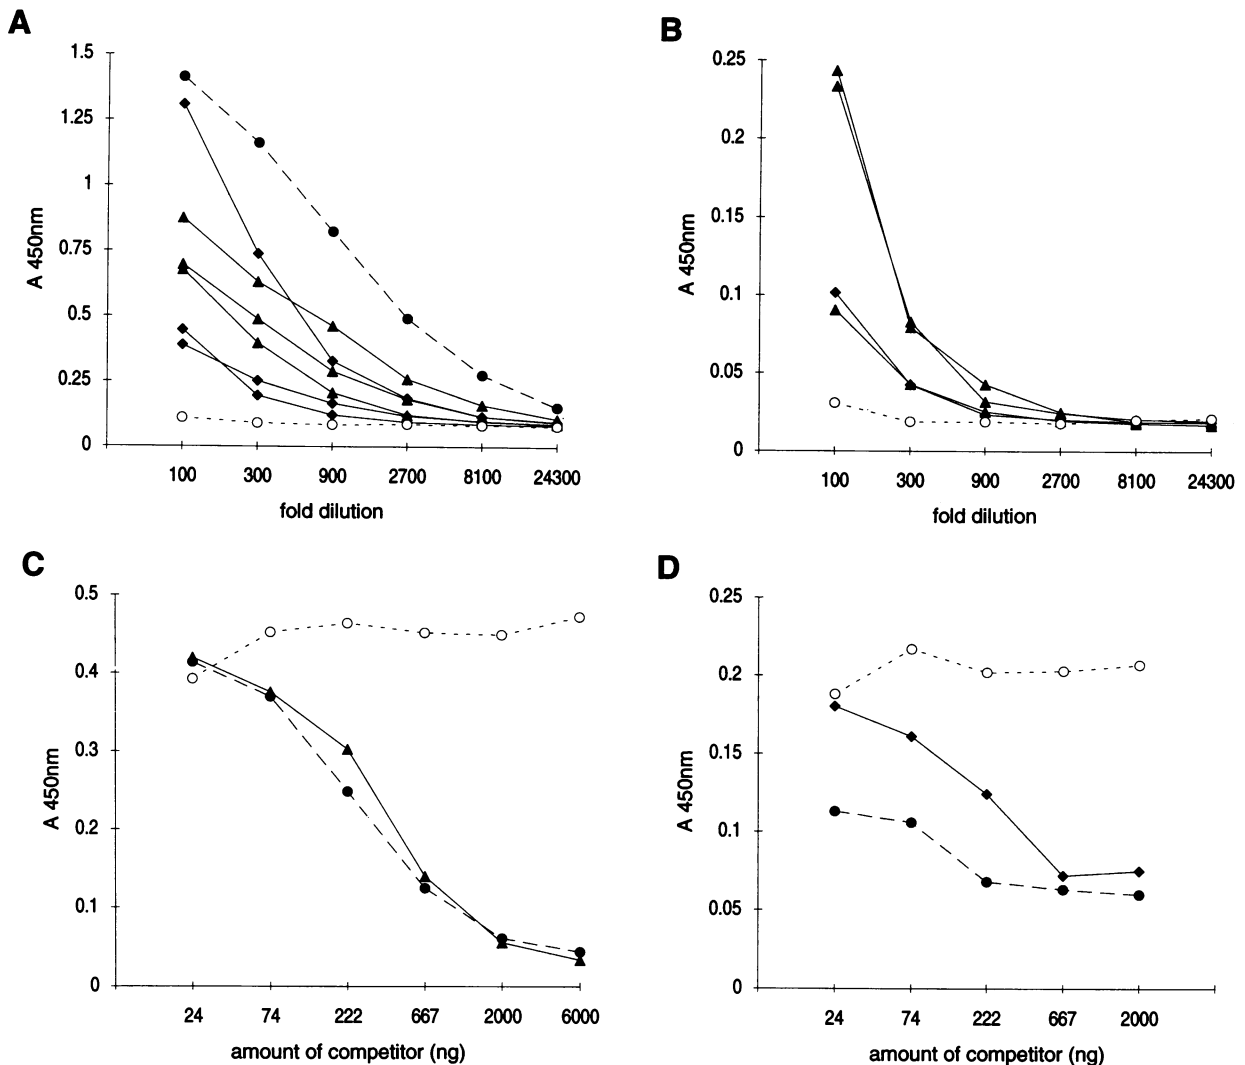 A
1.5
1.25
1
0.75
0.5
0.25
0
A 450nm
100 300 900 2700 8100 24300
fold dilution
B
0.25
0.2
0.15
0.1
0.05
0
A 450nm
100 300 900 2700 8100 24300
fold dilution
C
0.5
0.4
0.3
0.2
0.1
0
A 450nm
24 74 222 667 2000 6000
amount of competitor (ng)
D
0.25
0.2
0.15
0.1
0.05
0
A 450nm
24 74 222 667 2000
amount of competitor (ng)